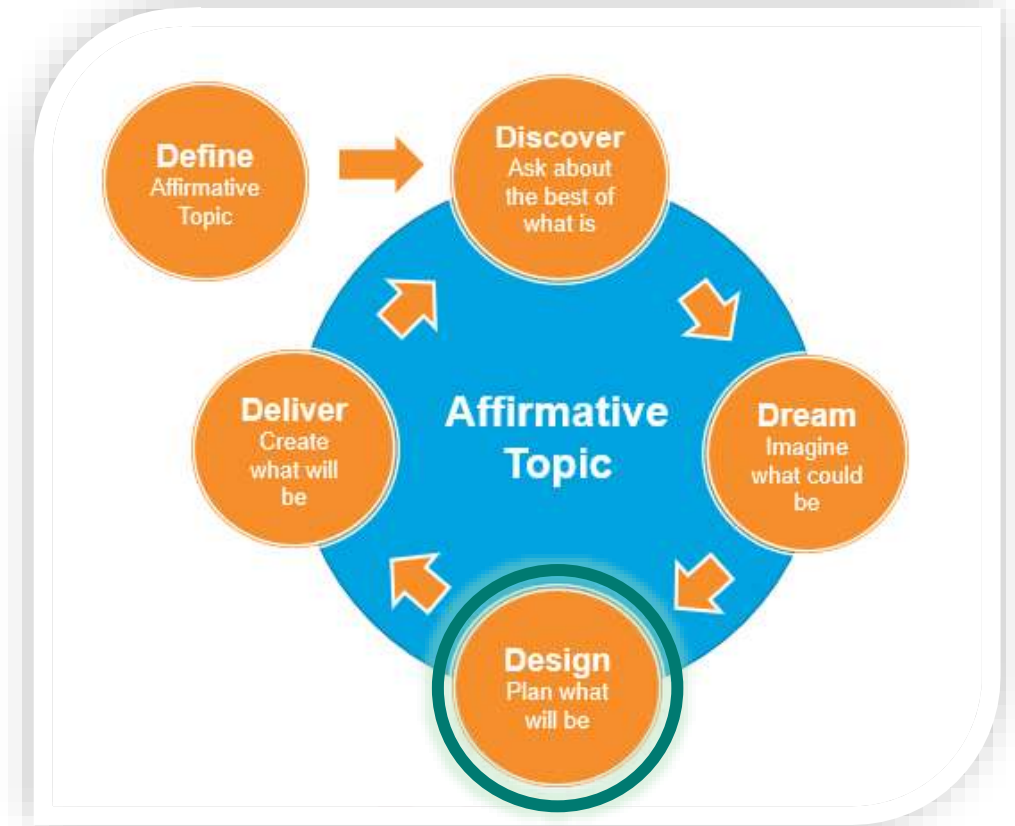 Define
Affirmative
Topic
Discover
Ask about
the best of
what is
Deliver
Create
what will
be
Affirmative
Topic
Dream
Imagine
what could
be
Design
Plan what
will be